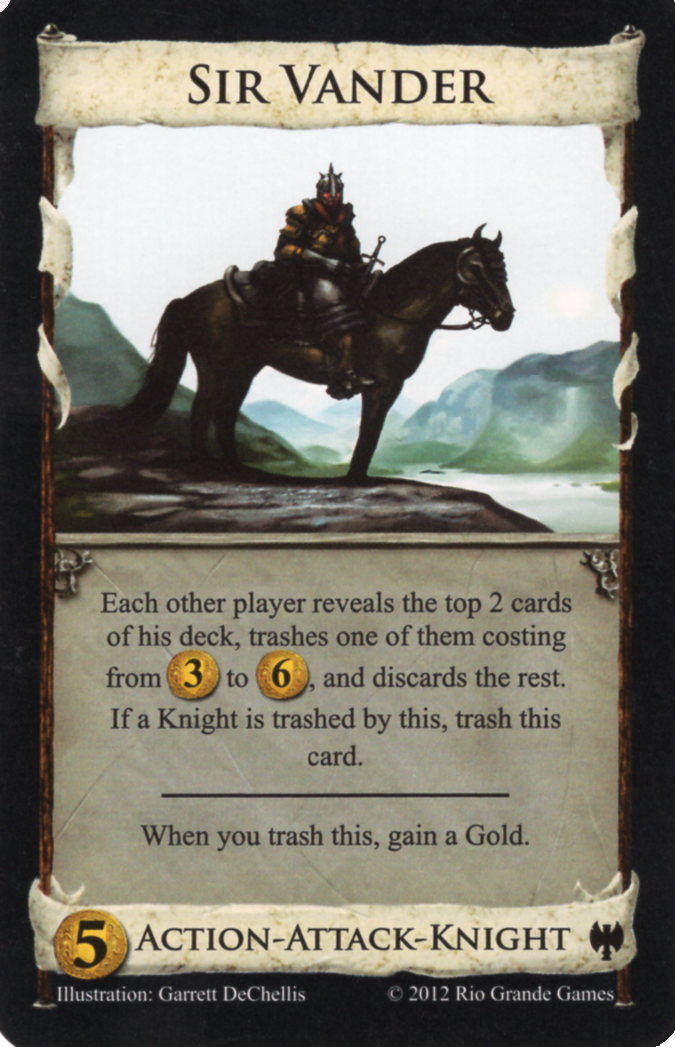 SIR VANDER
Each other player reveals the top 2 cards
of his deck, trashes one of them costing
from 3 to 6, and discards the rest.
If a Knight is trashed by this, trash this
card.
When you trash this, gain a Gold.
5 ACTION-ATTACK-KNIGHT
Illustration: Garrett DeChellis © 2012 Rio Grande Games